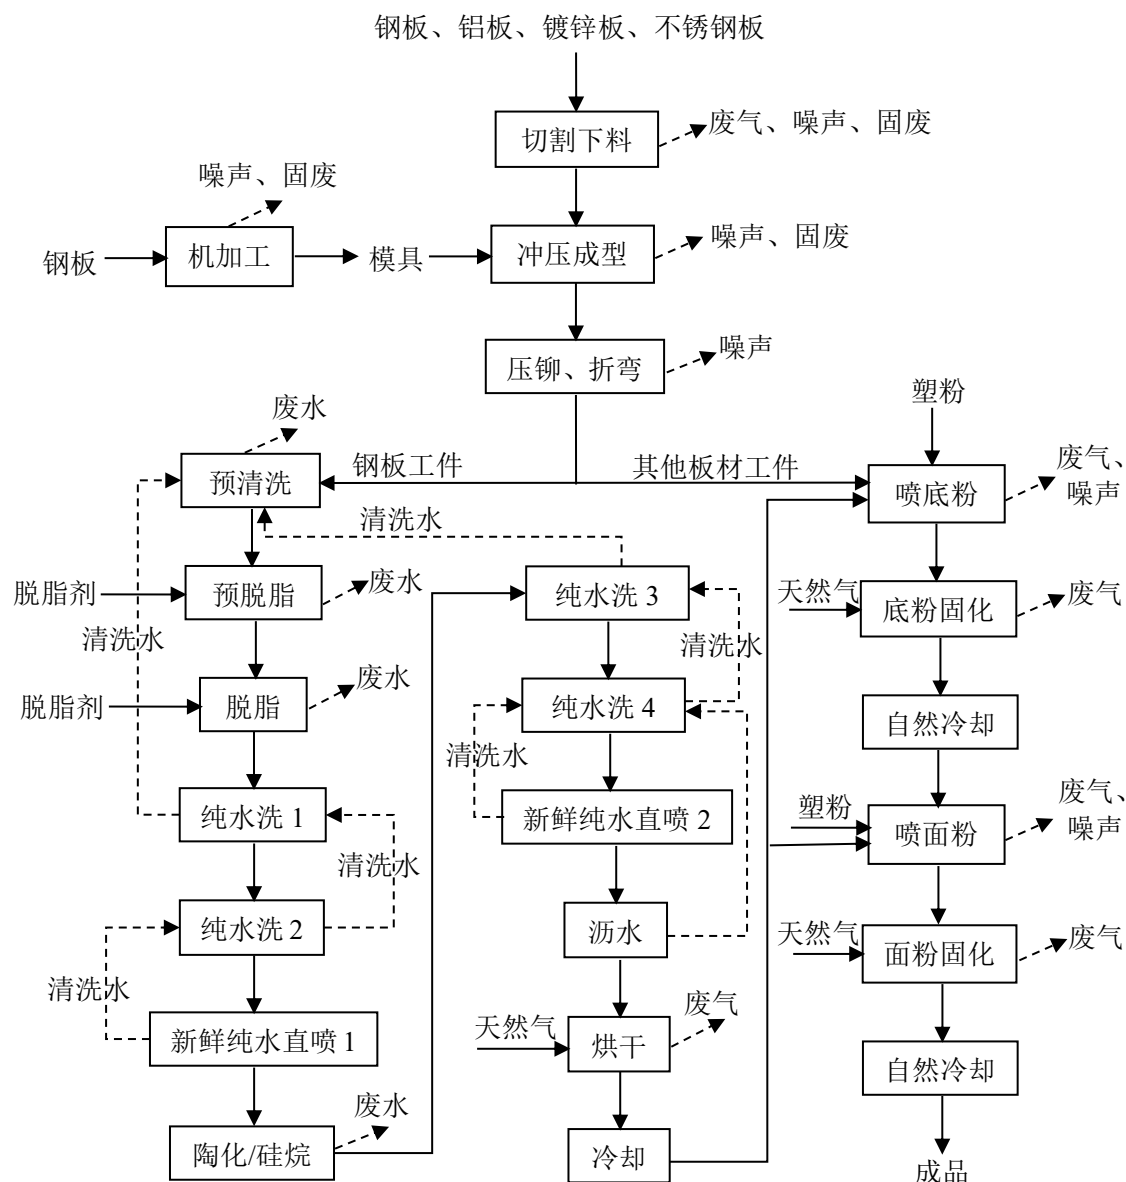 钢板、铝板、镀锌板、不锈钢板
切割下料
废气、噪声、固废
噪声、固废
钢板
机加工
模具
冲压成型
噪声、固废
压铆、折弯
噪声
废水
预清洗
钢板工件
其他板材工件
塑粉
喷底粉
废气、
噪声
清洗水
脱脂剂
预脱脂
废水
清洗水
脱脂剂
脱脂
废水
纯水洗 1
清洗水
纯水洗 2
清洗水
新鲜纯水直喷 1
陶化/硅烷
废水
纯水洗 3
清洗水
纯水洗 4
清洗水
新鲜纯水直喷 2
沥水
天然气
烘干
废气
冷却
天然气
底粉固化
废气
自然冷却
塑粉
喷面粉
废气、
噪声
天然气
面粉固化
废气
自然冷却
成品